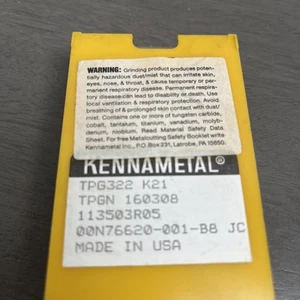 WARNING: Grinding product produces poten-
tially hazardous dust/mist that can irritate skin,
eyes, nose, & throat, & cause temporary or per-
manent respiratory disease. Permanent respira-
tory disease can lead to disability or death. Use
local ventilation & respiratory protection. Avoid
breathing of & prolonged skin contact with dust/
mist. Contains one or more of tungsten carbide,
cobalt, tantalum, titanium, vanadium, molyb-
denum, niobium. Read Material Safety Data
Sheet. For free Metalcutting Safety Booklet write
Kennametal Inc., P.O. Box 231, Latrobe, PA 15650.
KENNAMETAL®
TPG322 K21
TPGN 160308
113503R05
00N76620-001-B8 JC
MADE IN USA